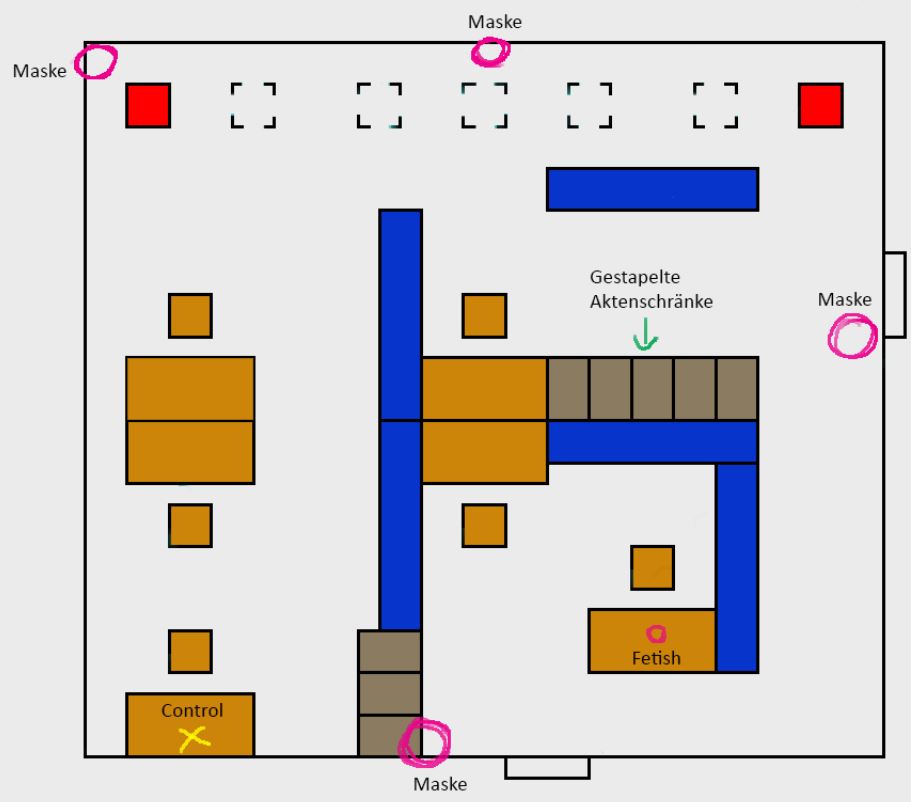 Maske
Maske
Gestapelte
Aktenschränke
Maske
Fetish
Control
Maske